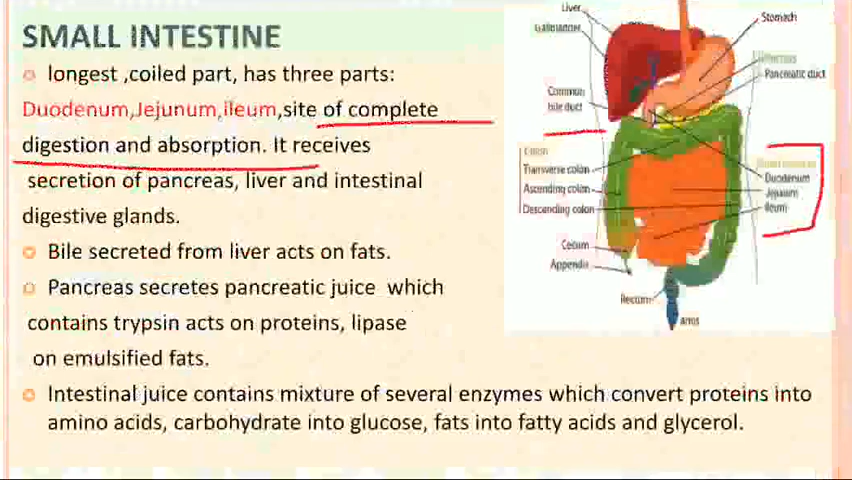 SMALL INTESTINE
longest ,coiled part, has three parts:
Duodenum,Jejunum,ileum,site of complete
digestion and absorption. It receives
secretion of pancreas, liver and intestinal
digestive glands.
Bile secreted from liver acts on fats.
Pancreas secretes pancreatic juice which
contains trypsin acts on proteins, lipase
on emulsified fats.
Intestinal juice contains mixture of several enzymes which convert proteins into
amino acids, carbohydrate into glucose, fats into fatty acids and glycerol.
Liver
Gallbladder
Common
bile duct
Colon
Transverse colon
Ascending colon
Descending colon
Cecum
Appendix
Rectum
anus
Stomach
Pancreas
Pancreatic duct
Duodenum
Jejunum
Ileum